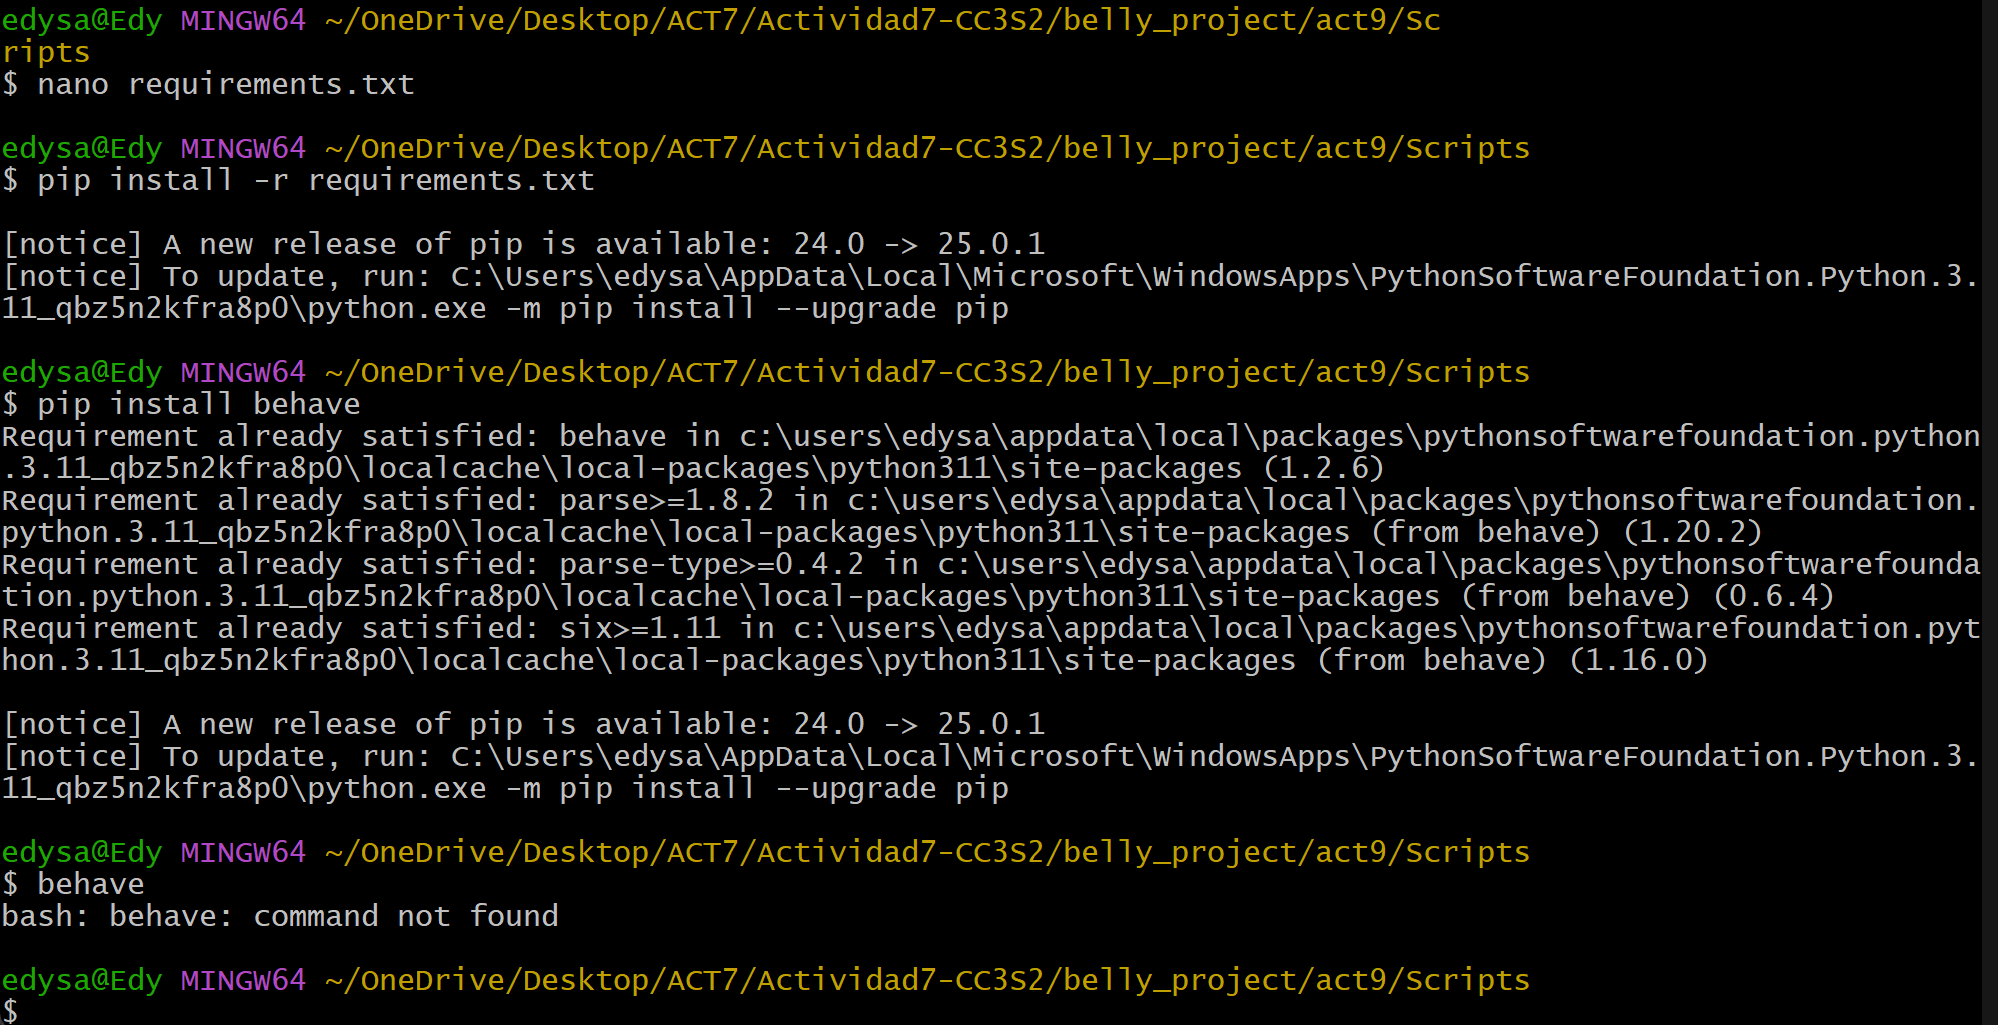 edysa@Edy MINGW64 ~/OneDrive/Desktop/ACT7/Actividad7-CC3S2/belly_project/act9/Sc
ripts
$ nano requirements.txt
edysa@Edy MINGW64 ~/OneDrive/Desktop/ACT7/Actividad7-CC3S2/belly_project/act9/Scripts
$ pip install -r requirements.txt
[notice] A new release of pip is available: 24.0 -> 25.0.1
[notice] To update, run: C:\Users\edysa\AppData\Local\Microsoft\WindowsApps\PythonSoftwareFoundation.Python.3.
11_qbz5n2kfra8p0\python.exe -m pip install --upgrade pip
edysa@Edy MINGW64 ~/OneDrive/Desktop/ACT7/Actividad7-CC3S2/belly_project/act9/Scripts
$ pip install behave
Requirement already satisfied: behave in c:\users\edysa\appdata\local\packages\pythonsoftwarefoundation.python
.3.11_qbz5n2kfra8p0\localcache\local-packages\python311\site-packages (1.2.6)
Requirement already satisfied: parse>=1.8.2 in c:\users\edysa\appdata\local\packages\pythonsoftwarefoundation.
python.3.11_qbz5n2kfra8p0\localcache\local-packages\python311\site-packages (from behave) (1.20.2)
Requirement already satisfied: parse-type>=0.4.2 in c:\users\edysa\appdata\local\packages\pythonsoftwarefounda
tion.python.3.11_qbz5n2kfra8p0\localcache\local-packages\python311\site-packages (from behave) (0.6.4)
Requirement already satisfied: six>=1.11 in c:\users\edysa\appdata\local\packages\pythonsoftwarefoundation.pyt
hon.3.11_qbz5n2kfra8p0\localcache\local-packages\python311\site-packages (from behave) (1.16.0)
[notice] A new release of pip is available: 24.0 -> 25.0.1
[notice] To update, run: C:\Users\edysa\AppData\Local\Microsoft\WindowsApps\PythonSoftwareFoundation.Python.3.
11_qbz5n2kfra8p0\python.exe -m pip install --upgrade pip
edysa@Edy MINGW64 ~/OneDrive/Desktop/ACT7/Actividad7-CC3S2/belly_project/act9/Scripts
$ behave
bash: behave: command not found
edysa@Edy MINGW64 ~/OneDrive/Desktop/ACT7/Actividad7-CC3S2/belly_project/act9/Scripts
$